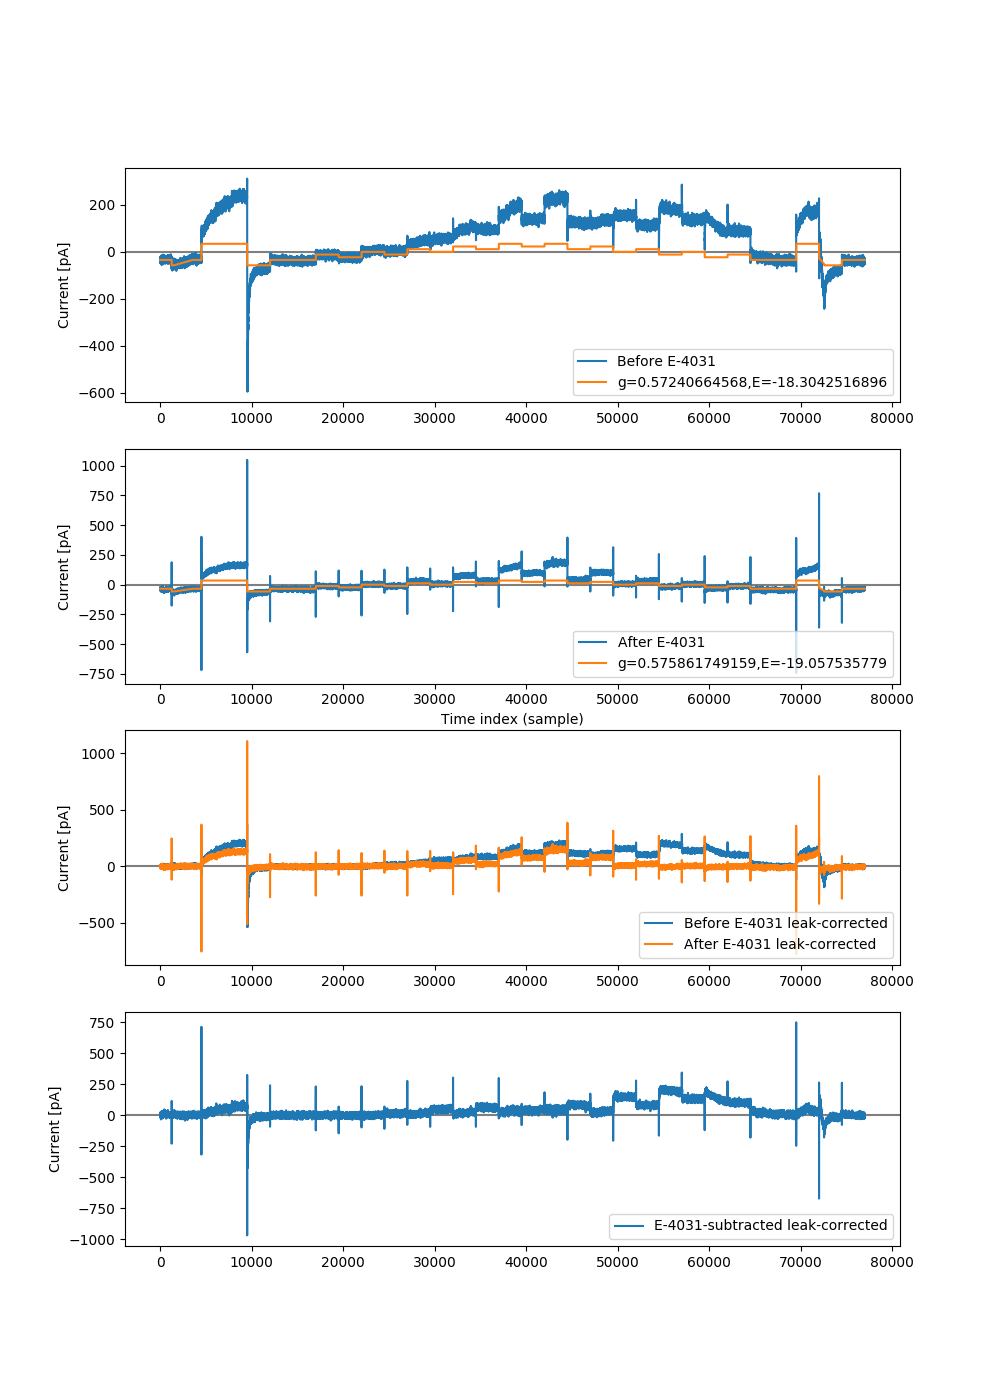 200
0
−200
−400
−600
Current [pA]
Before E-4031
g=0.57240664568,E=-18.3042516896
0 10000 20000 30000 40000 50000 60000 70000 80000
1000
750
500
250
0
−250
−500
−750
Current [pA]
After E-4031
g=0.575861749159,E=-19.057535779
0 10000 20000 30000 40000 50000 60000 70000 80000
Time index (sample)
1000
500
0
−500
Current [pA]
Before E-4031 leak-corrected
After E-4031 leak-corrected
0 10000 20000 30000 40000 50000 60000 70000 80000
750
500
250
0
−250
−500
−750
−1000
Current [pA]
E-4031-subtracted leak-corrected
0 10000 20000 30000 40000 50000 60000 70000 80000